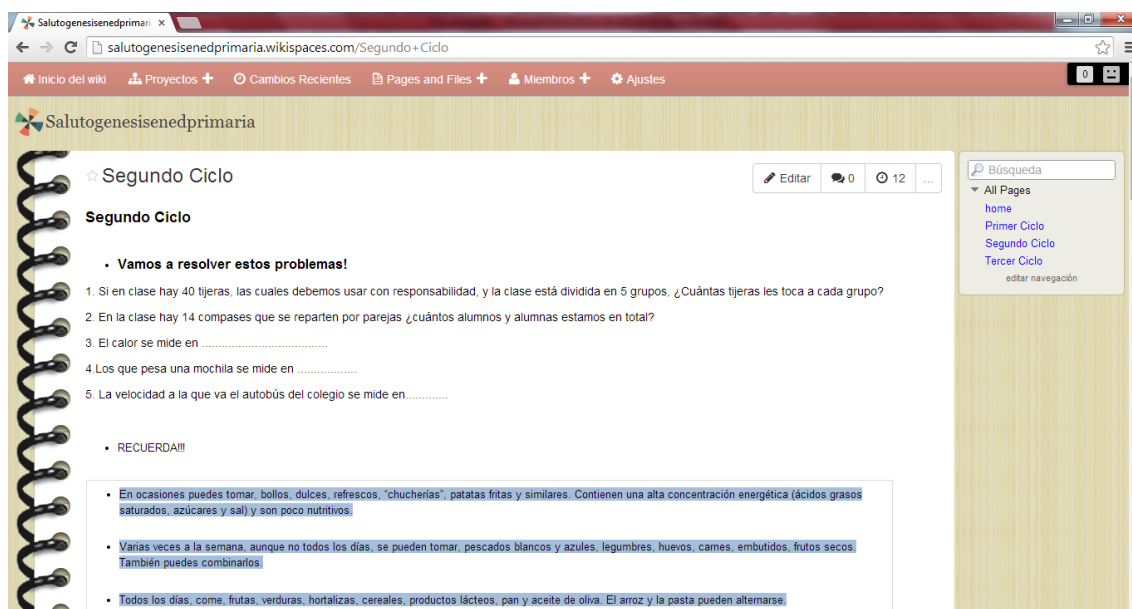 Salutogenesisenedprimari
salutogenesisenedprimaria.wikispaces.com/Segundo+Ciclo
Inicio del wiki Proyectos Cambios Recientes Pages and Files Miembros Ajustes 0
Salutogenesisenedprimaria
Segundo Ciclo
Editar 0 12 ...
Búsqueda
All Pages
home
Primer Ciclo
Segundo Ciclo
Tercer Ciclo
editar navegación
Segundo Ciclo
• Vamos a resolver estos problemas!
1. Si en clase hay 40 tijeras, las cuales debemos usar con responsabilidad, y la clase está dividida en 5 grupos, ¿Cuántas tijeras les toca a cada grupo?
2. En la clase hay 14 compases que se reparten por parejas ¿cuántos alumnos y alumnas estamos en total?
3. El calor se mide en ......................................
4.Los que pesa una mochila se mide en ..................
5. La velocidad a la que va el autobús del colegio se mide en.............
• RECUERDA!!!
• En ocasiones puedes tomar, bollos, dulces, refrescos, "chucherías", patatas fritas y similares. Contienen una alta concentración energética (ácidos grasos
saturados, azúcares y sal) y son poco nutritivos.
• Varias veces a la semana, aunque no todos los días, se pueden tomar, pescados blancos y azules, legumbres, huevos, carnes, embutidos, frutos secos.
También puedes combinarlos.
• Todos los días, come, frutas, verduras, hortalizas, cereales, productos lácteos, pan y aceite de oliva. El arroz y la pasta pueden alternarse.